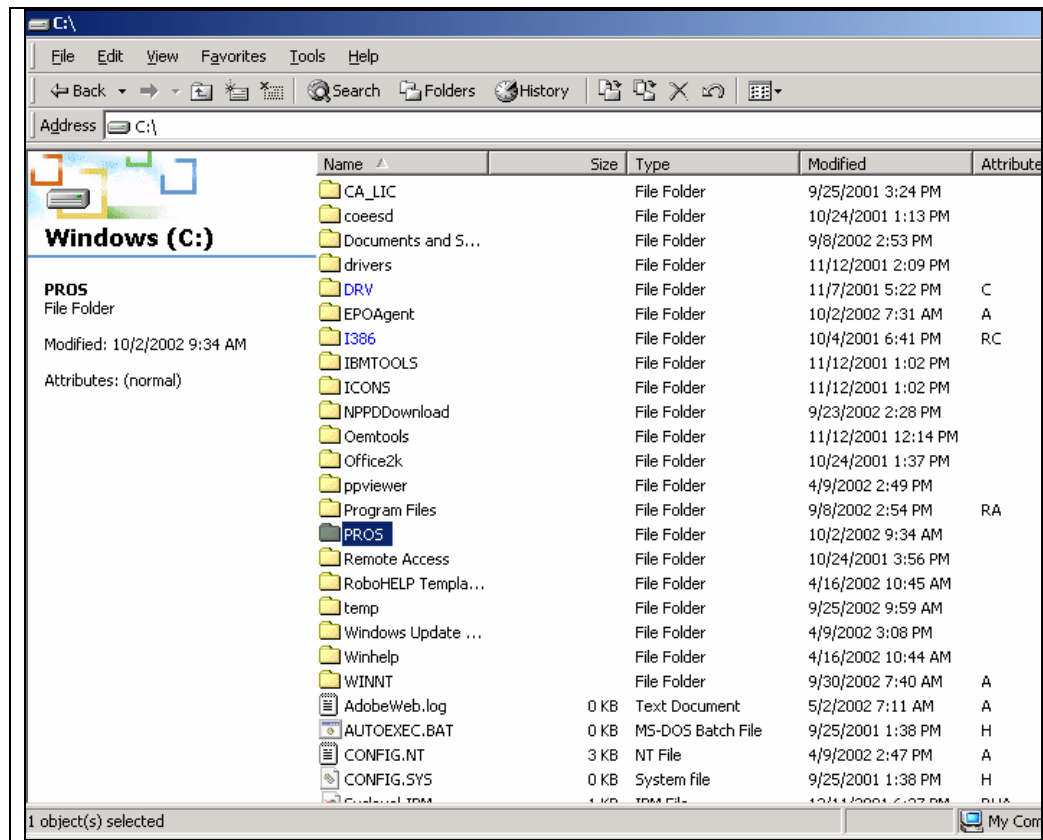 C:\
File Edit View Favorites Tools Help
Back Search Folders History
Address C:\
Name Size Type Modified Attribute
Windows (C:)
PROS
File Folder
Modified: 10/2/2002 9:34 AM
Attributes: (normal)
CA_LIC File Folder 9/25/2001 3:24 PM
coeesd File Folder 10/24/2001 1:13 PM
Documents and S... File Folder 9/8/2002 2:53 PM
drivers File Folder 11/12/2001 2:09 PM
DRV File Folder 11/7/2001 5:22 PM C
EPOAgent File Folder 10/2/2002 7:31 AM A
I386 File Folder 10/4/2001 6:41 PM RC
IBMTOOLS File Folder 11/12/2001 1:02 PM
ICONS File Folder 11/12/2001 1:02 PM
NPPDDownload File Folder 9/23/2002 2:28 PM
Oemtools File Folder 11/12/2001 12:14 PM
Office2k File Folder 10/24/2001 1:37 PM
ppviewer File Folder 4/9/2002 2:49 PM
Program Files File Folder 9/8/2002 2:54 PM RA
PROS File Folder 10/2/2002 9:34 AM
Remote Access File Folder 10/24/2001 3:56 PM
RoboHELP Templa... File Folder 4/16/2002 10:45 AM
temp File Folder 9/25/2002 9:59 AM
Windows Update ... File Folder 4/9/2002 3:08 PM
Winhelp File Folder 4/16/2002 10:44 AM
WINNT File Folder 9/30/2002 7:40 AM A
AdobeWeb.log 0 KB Text Document 5/2/2002 7:11 AM A
AUTOEXEC.BAT 0 KB MS-DOS Batch File 9/25/2001 1:38 PM H
CONFIG.NT 3 KB NT File 4/9/2002 2:47 PM A
CONFIG.SYS 0 KB System file 9/25/2001 1:38 PM H
1 object(s) selected My Com